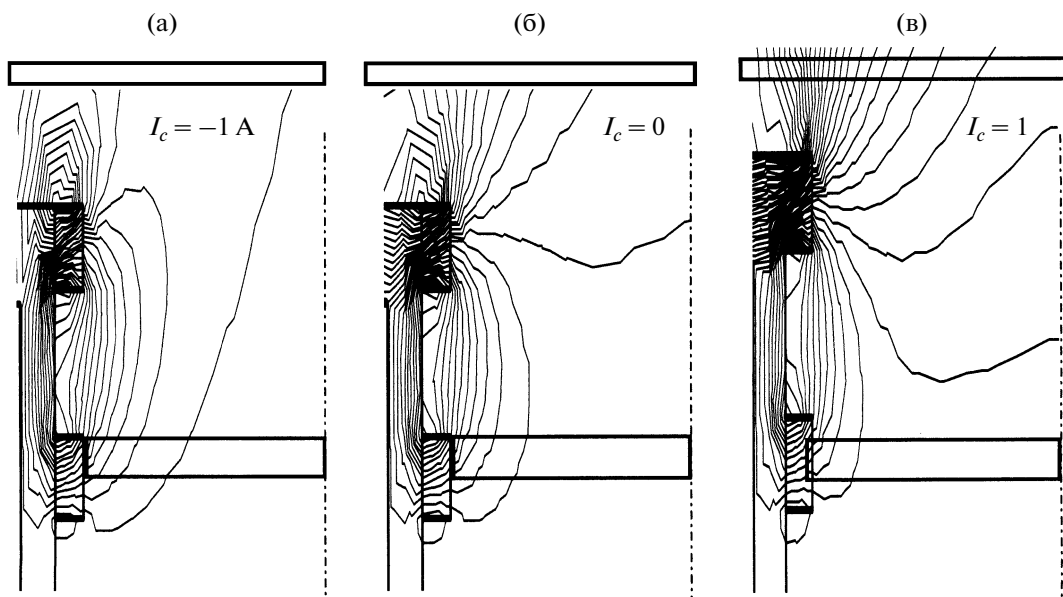 (а)
(б)
(в)
I_c = −1 А
I_c = 0
I_c = 1